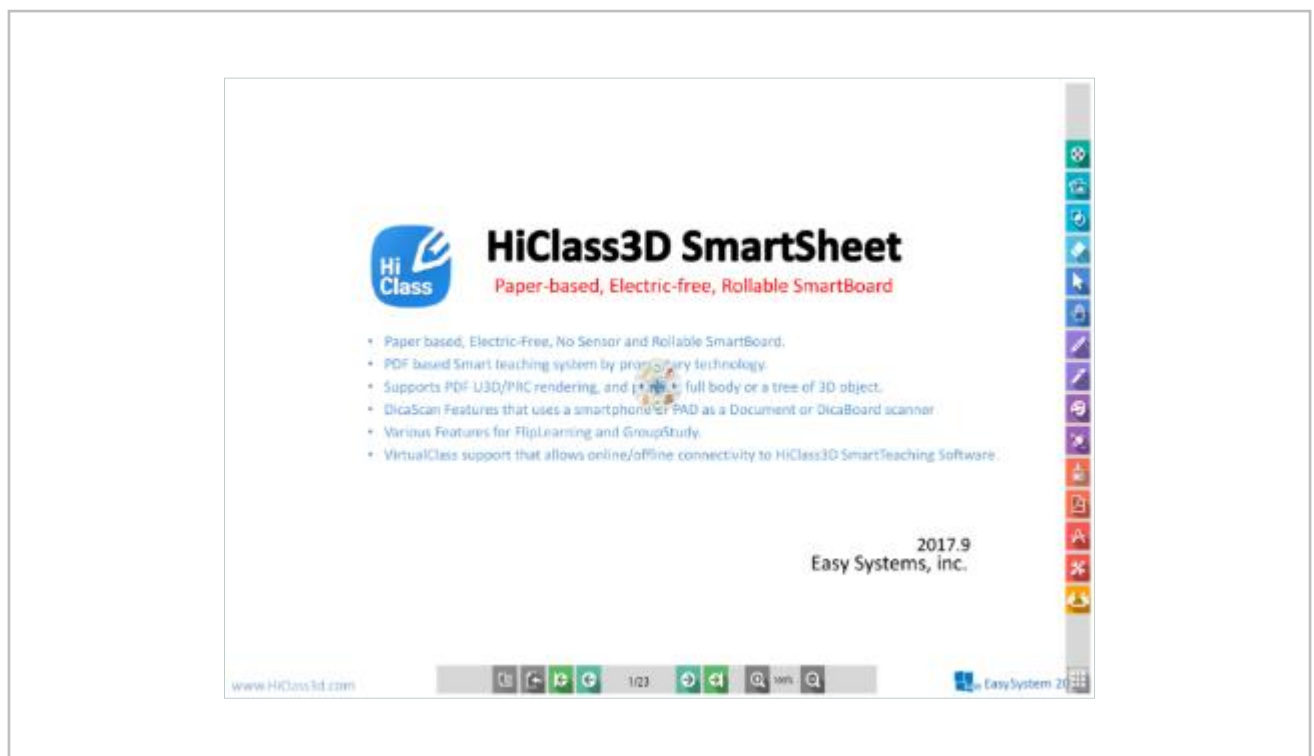 HiClass3D SmartSheet
Hi
Class
Paper-based, Electric-free, Rollable SmartBoard
• Paper based, Electric-Free, No Sensor and Rollable SmartBoard.
• PDF based Smart teaching system by technology.
• Supports PDF U3D/PRC rendering, and full body or a tree of 3D object.
• DicaScan Features that uses a smartphone or PAD as a Document or DicaBoard scanner
• Various Features for FlipLearning and GroupStudy.
• VirtualClass support that allows online/offline connectivity to HiClass3D SmartTeaching Software.
2017.9
Easy Systems, inc.
www.HiClass3d.com
1/23
100%
EasySystem 20